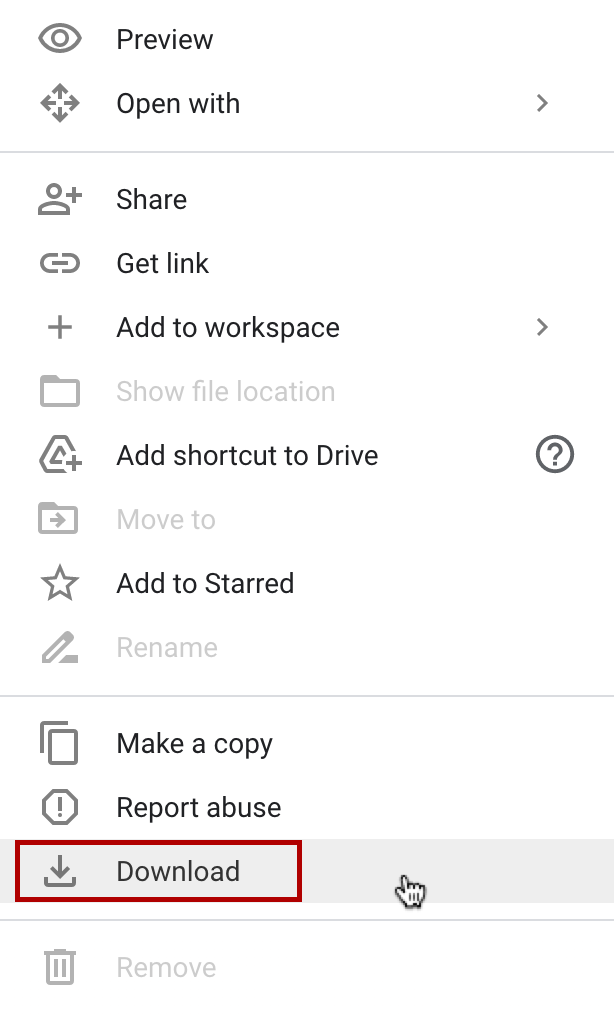 Preview
Open with
Share
Get link
Add to workspace
Show file location
Add shortcut to Drive
Move to
Add to Starred
Rename
Make a copy
Report abuse
Download
Remove